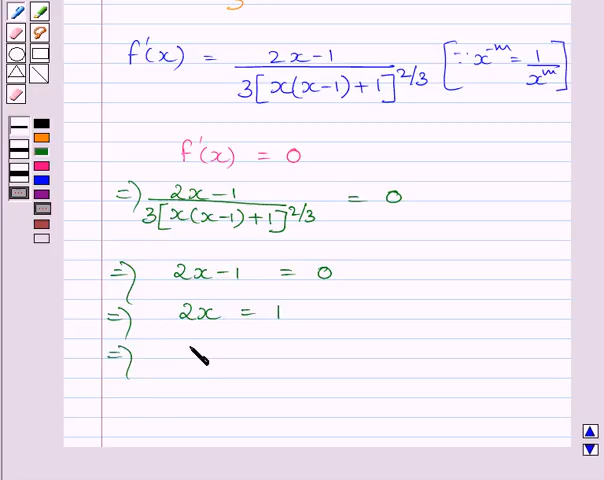 f'(x) = 2x-1 / 3[x(x-1)+1]^2/3 [∵ x^-m = 1/x^m]
f'(x) = 0
=) 2x-1 / 3[x(x-1)+1]^2/3 = 0
=) 2x-1 = 0
=) 2x = 1
=)